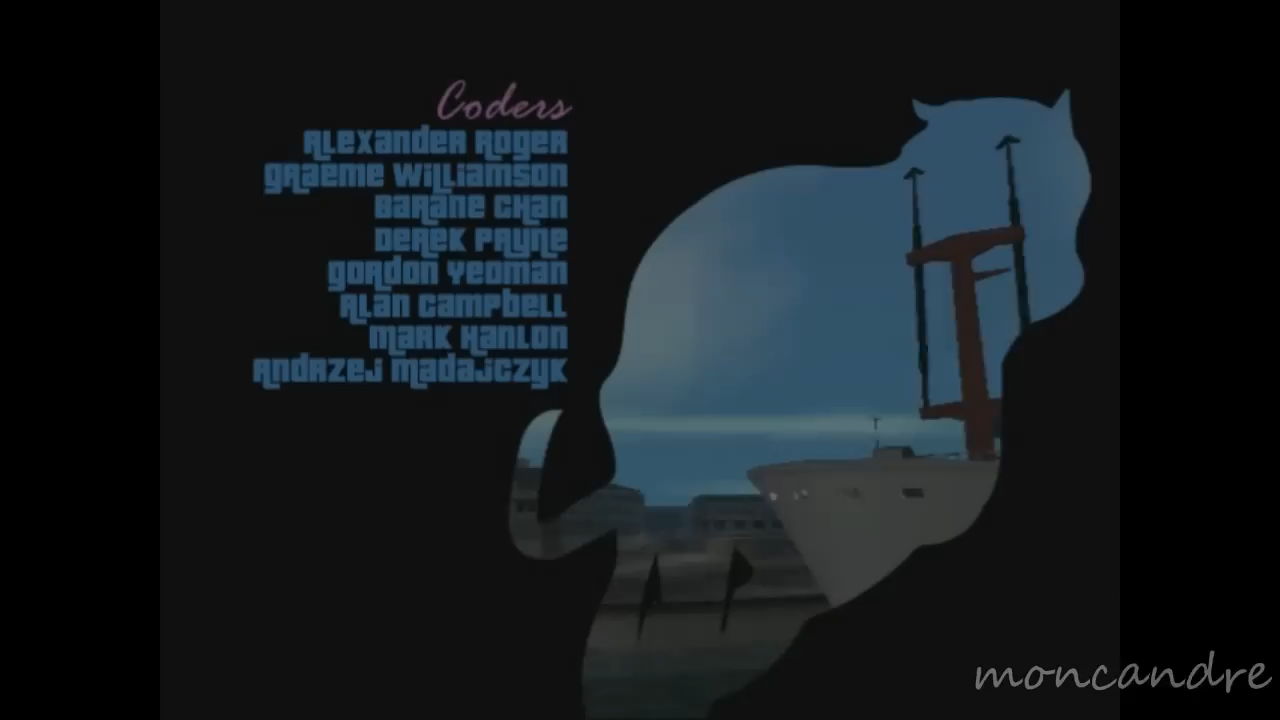 Coders
ALEXANDER ROGER
GRAEME WILLIAMSON
BARANE CHAN
DEREK PAYNE
GORDON YEOMAN
ALAN CAMPBELL
MARK HANLON
ANDRZEJ MADAJCZYK
moncandre